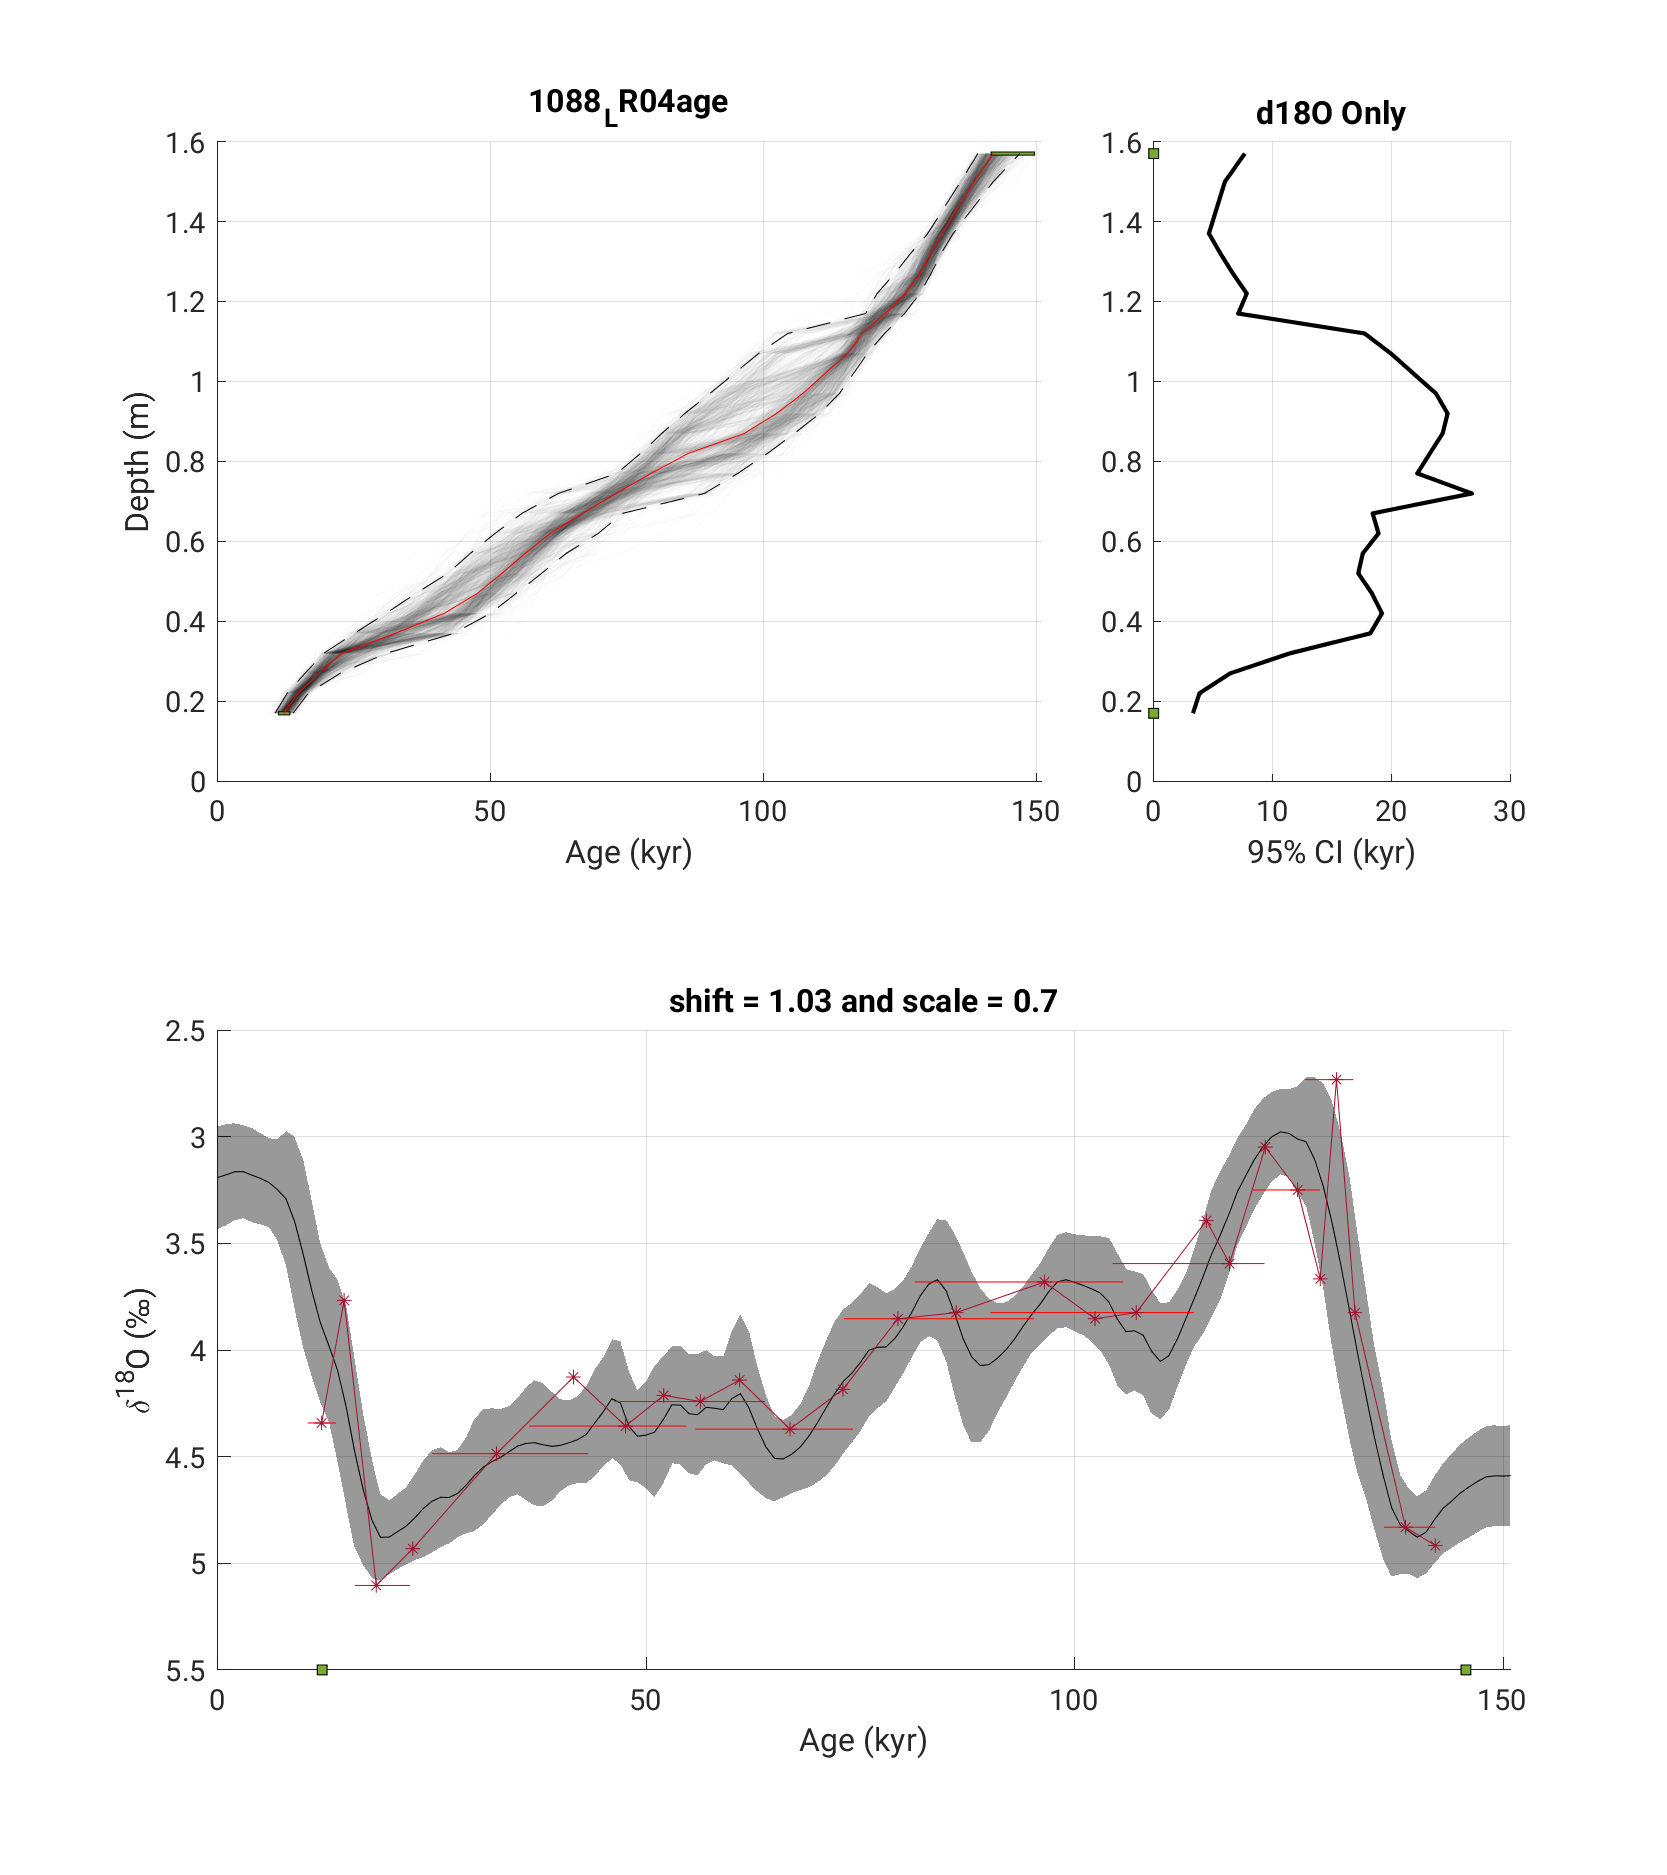 1088_LR04age
1.6
1.4
1.2
1
0.8
0.6
0.4
0.2
0
Depth (m)
0 50 100 150
Age (kyr)
d18O Only
1.6
1.4
1.2
1
0.8
0.6
0.4
0.2
0
0 10 20 30
95% CI (kyr)
shift = 1.03 and scale = 0.7
2.5
3
3.5
4
4.5
5
5.5
δ¹⁸O (‰)
0 50 100 150
Age (kyr)